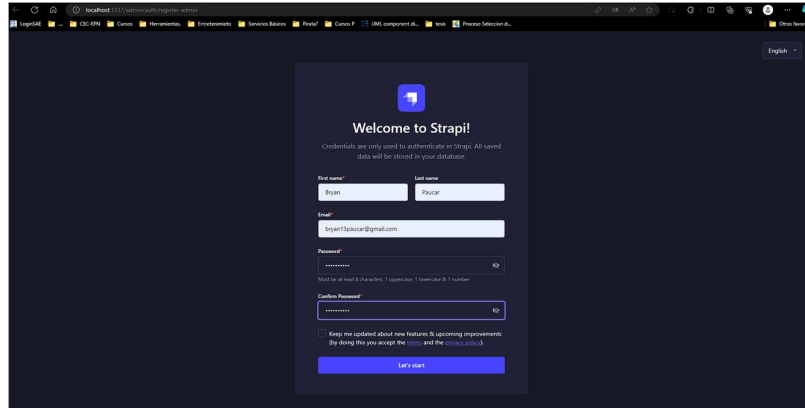 localhost:1337/admin/auth/register-admin
LoginSAE ... CEC-EPN Cursos Herramientas. Entretenimieto Servicios Básicos Pirata? Cursos P UML component di... tesis Proceso Seleccion d... Otros favor
English
Welcome to Strapi!
Credentials are only used to authenticate in Strapi. All saved
data will be stored in your database.
First name* Last name
Bryan Paucar
Email*
bryan13paucar@gmail.com
Password*
••••••••••
Must be at least 8 characters, 1 uppercase, 1 lowercase & 1 number
Confirm Password*
••••••••••
Keep me updated about new features & upcoming improvements
(by doing this you accept the terms and the privacy policy).
Let's start